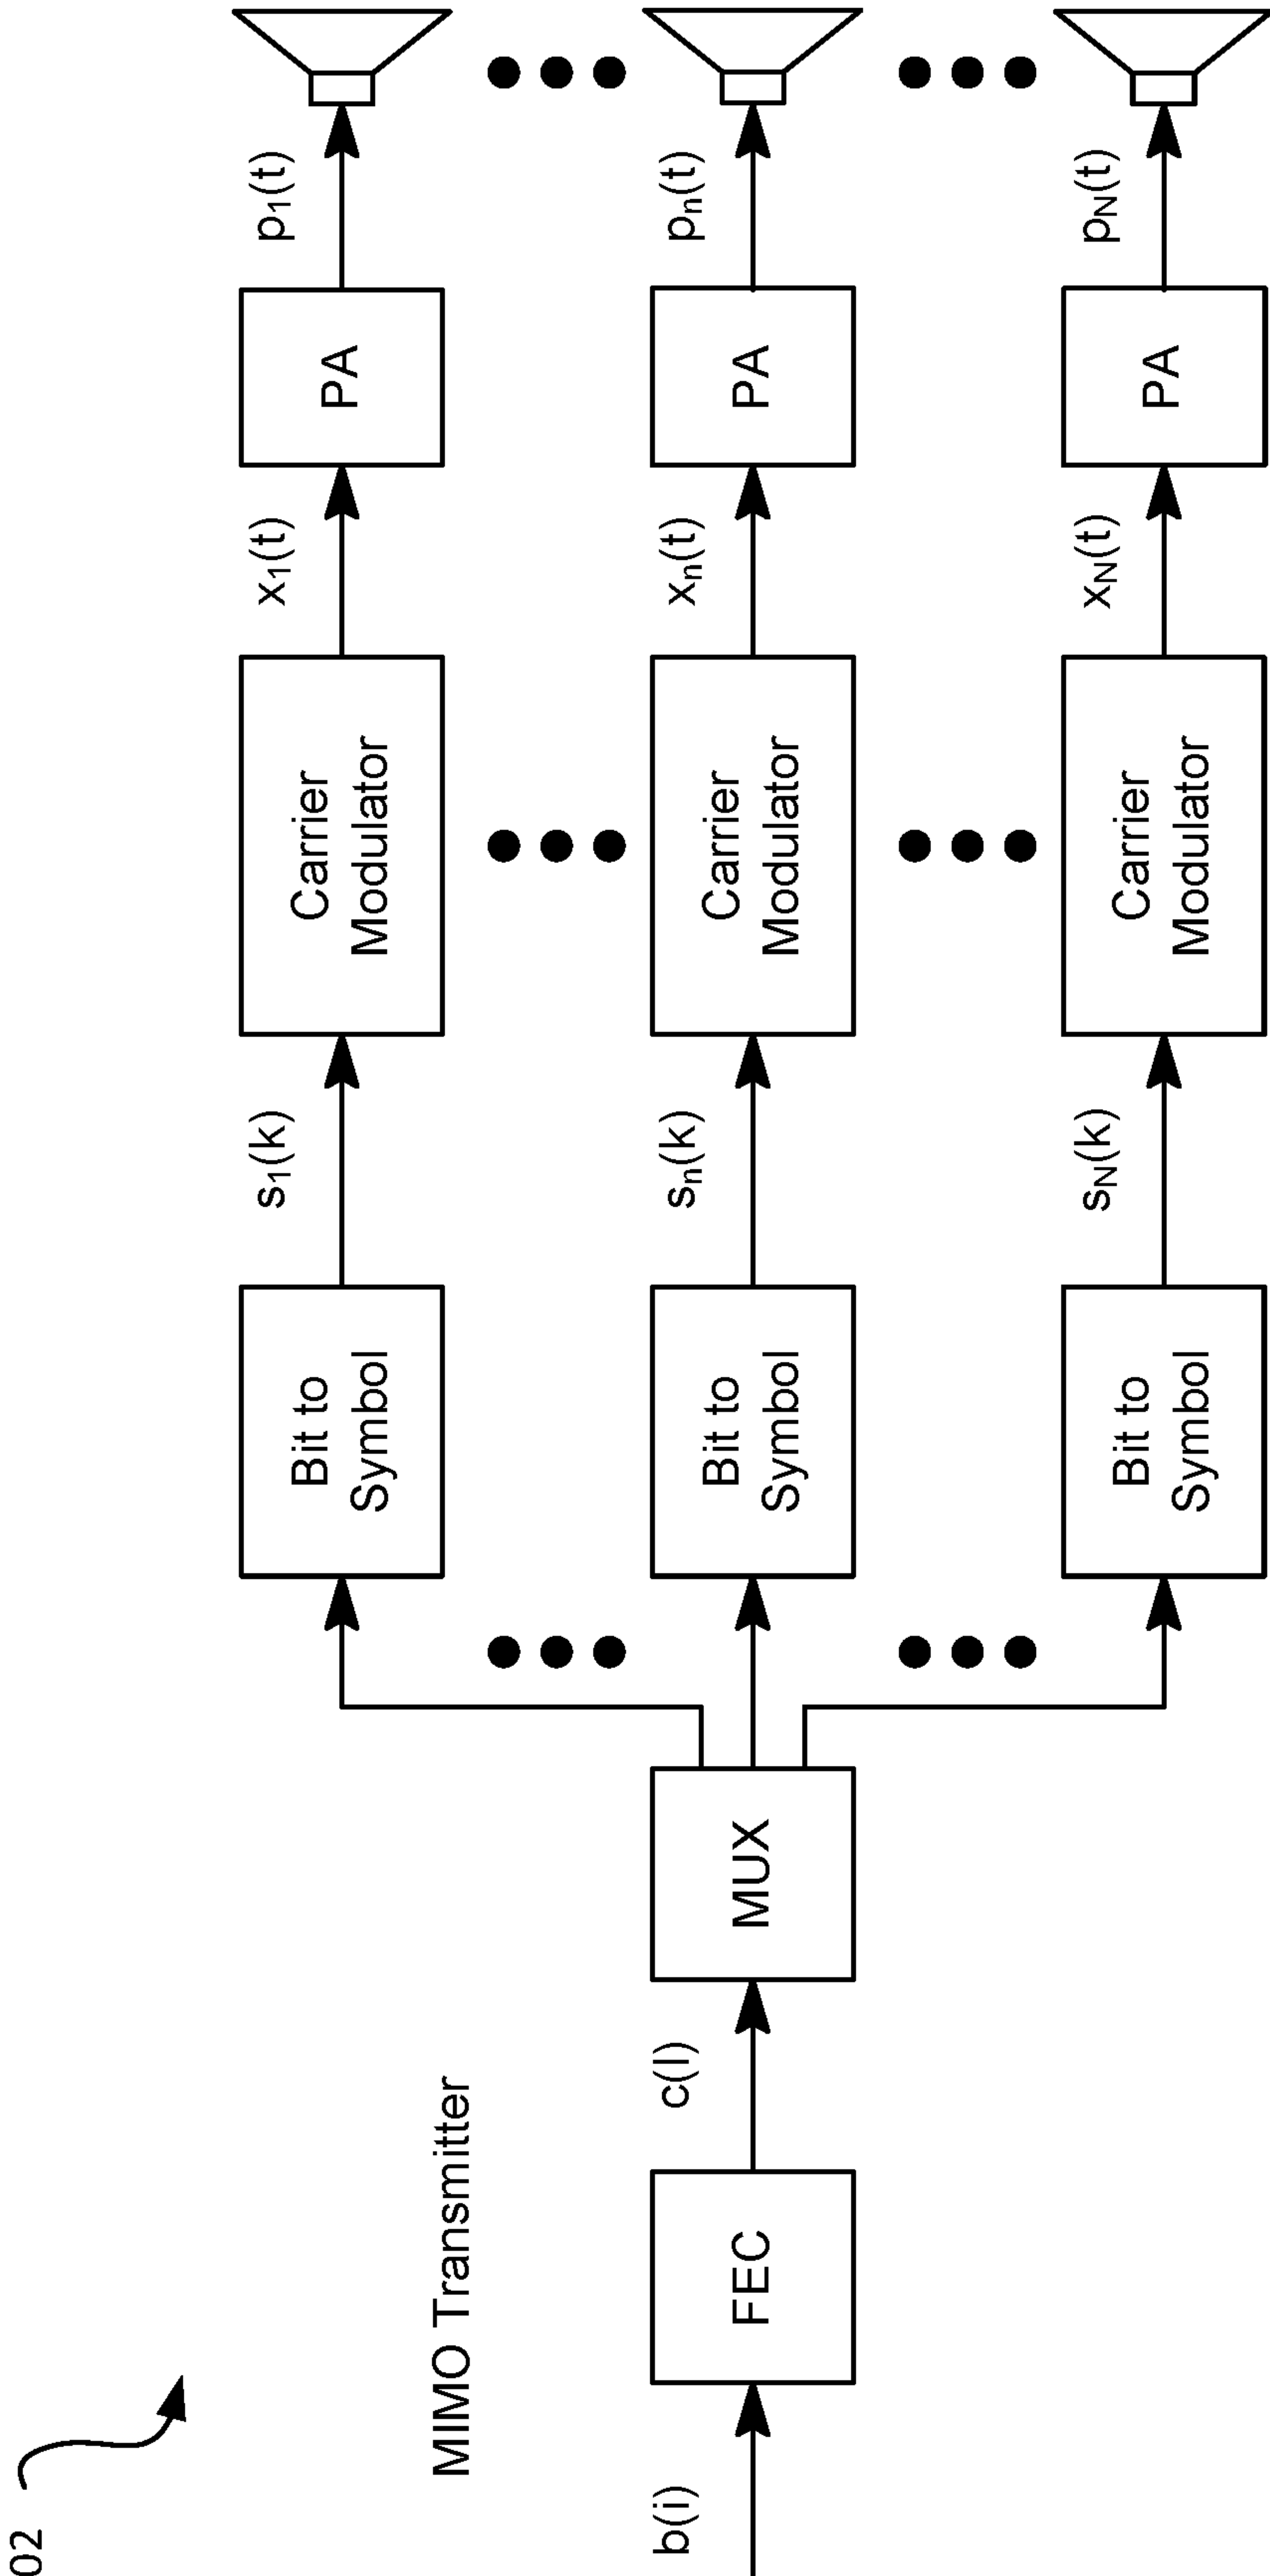 02
MIMO Transmitter
b(i)
FEC
c(l)
MUX
Bit to
Symbol
s1(k)
Carrier
Modulator
x1(t)
PA
p1(t)
Bit to
Symbol
sn(k)
Carrier
Modulator
xn(t)
PA
pn(t)
Bit to
Symbol
sN(k)
Carrier
Modulator
xN(t)
PA
pN(t)